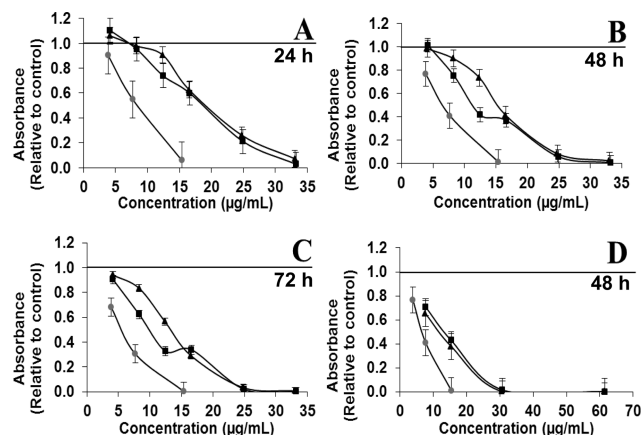 A
24 h
1.2
1.0
0.8
0.6
0.4
0.2
0.0
0 5 10 15 20 25 30 35
Absorbance
(Relative to control)
Concentration (µg/mL)
B
48 h
1.2
1.0
0.8
0.6
0.4
0.2
0.0
0 5 10 15 20 25 30 35
Absorbance
(Relative to control)
Concentration (µg/mL)
C
72 h
1.2
1.0
0.8
0.6
0.4
0.2
0.0
0 5 10 15 20 25 30 35
Absorbance
(Relative to control)
Concentration (µg/mL)
D
48 h
1.2
1.0
0.8
0.6
0.4
0.2
0.0
0 10 20 30 40 50 60 70
Absorbance
(Relative to control)
Concentration (µg/mL)